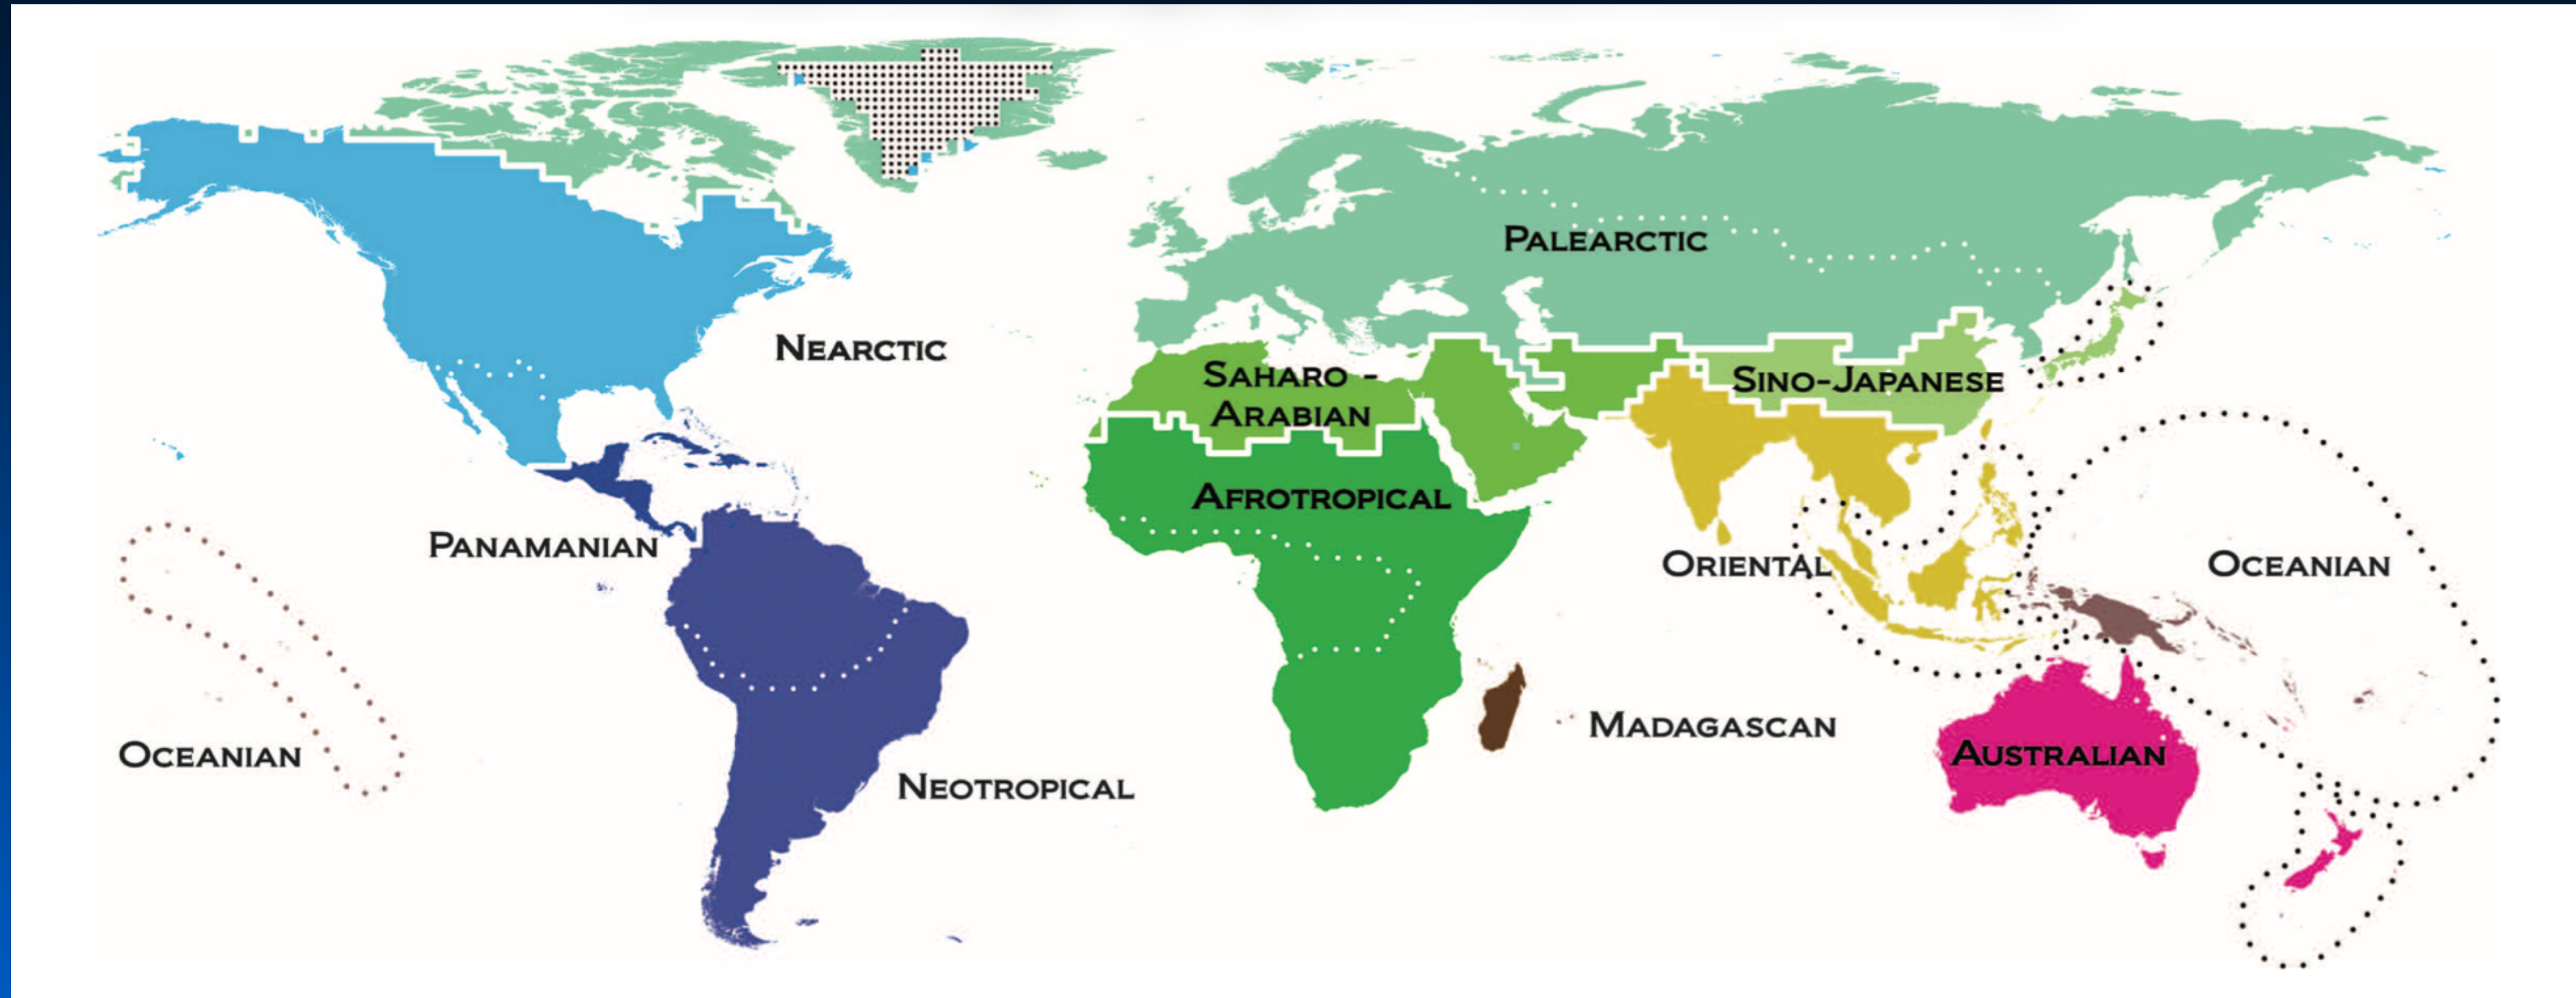 PALEARCTIC
NEARCTIC
SAHARO -
ARABIAN
SINO-JAPANESE
AFROTROPICAL
PANAMANIAN
ORIENTAL
OCEANIAN
MADAGASCAN
OCEANIAN
AUSTRALIAN
NEOTROPICAL